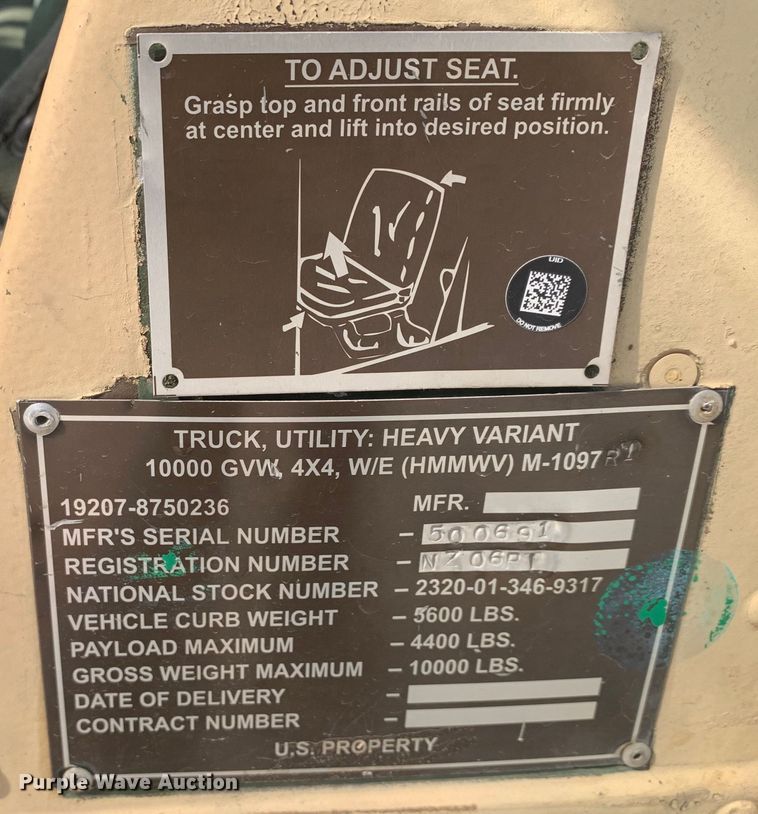 TO ADJUST SEAT.
Grasp top and front rails of seat firmly
at center and lift into desired position.
UID
DO NOT REMOVE
TRUCK, UTILITY: HEAVY VARIANT
10000 GVW, 4X4, W/E (HMMWV) M-1097 R1
19207-8750236 MFR.
MFR'S SERIAL NUMBER – 500691
REGISTRATION NUMBER – NZ06PT
NATIONAL STOCK NUMBER – 2320-01-346-9317
VEHICLE CURB WEIGHT – 5600 LBS.
PAYLOAD MAXIMUM – 4400 LBS.
GROSS WEIGHT MAXIMUM – 10000 LBS.
DATE OF DELIVERY –
CONTRACT NUMBER –
U.S. PROPERTY
Purple Wave Auction